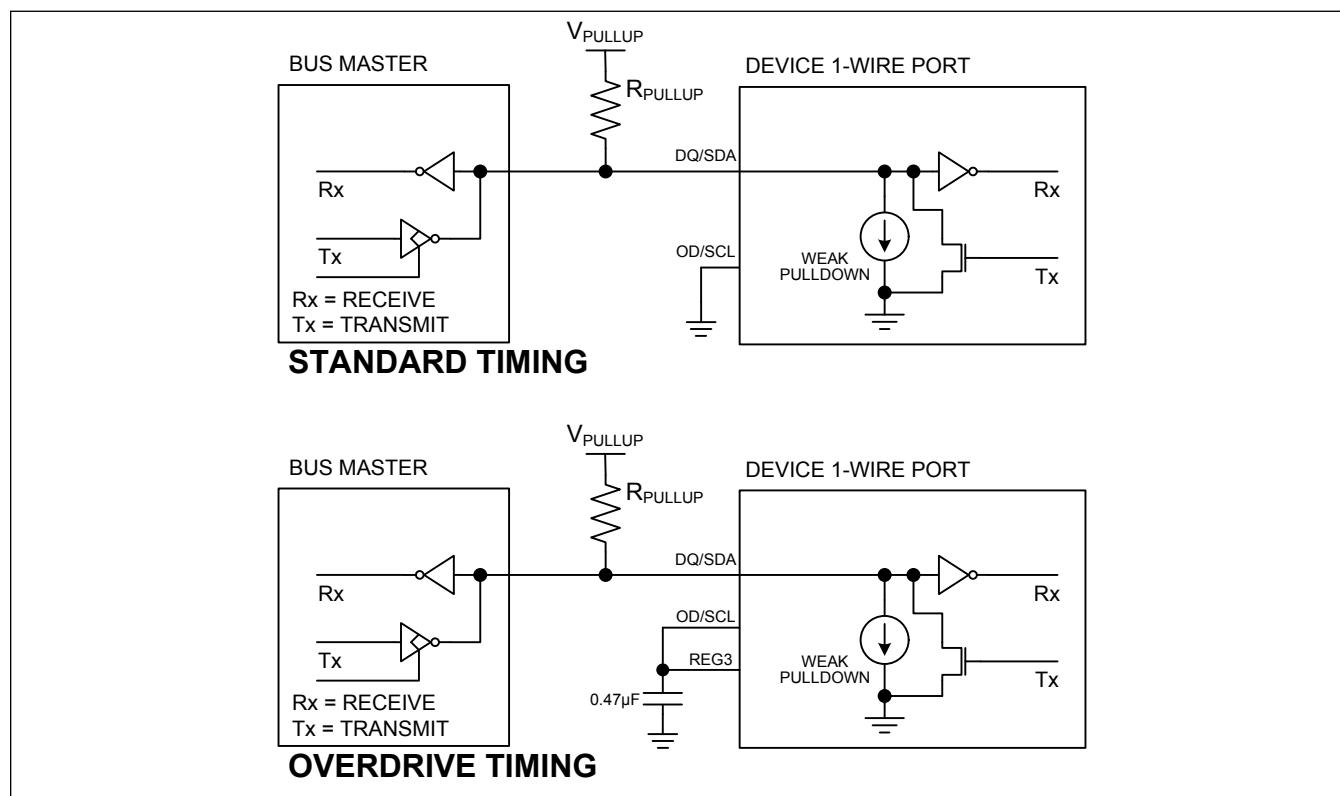 VPULLUP
BUS MASTER
DEVICE 1-WIRE PORT
RPULLUP
DQ/SDA
Rx
Rx
Tx
OD/SCL
WEAK
PULLDOWN
Tx
Rx = RECEIVE
Tx = TRANSMIT
STANDARD TIMING
VPULLUP
BUS MASTER
DEVICE 1-WIRE PORT
RPULLUP
DQ/SDA
Rx
Rx
OD/SCL
Tx
REG3
WEAK
PULLDOWN
Tx
0.47µF
Rx = RECEIVE
Tx = TRANSMIT
OVERDRIVE TIMING